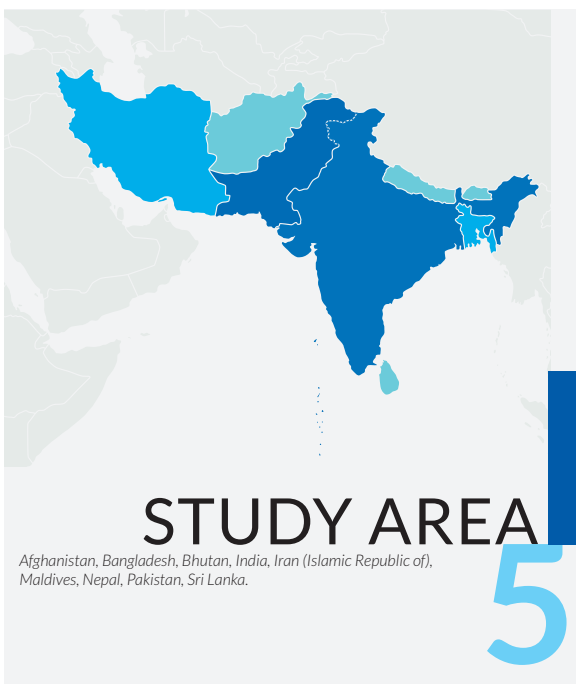 STUDY AREA
Afghanistan, Bangladesh, Bhutan, India, Iran (Islamic Republic of),
Maldives, Nepal, Pakistan, Sri Lanka.
5